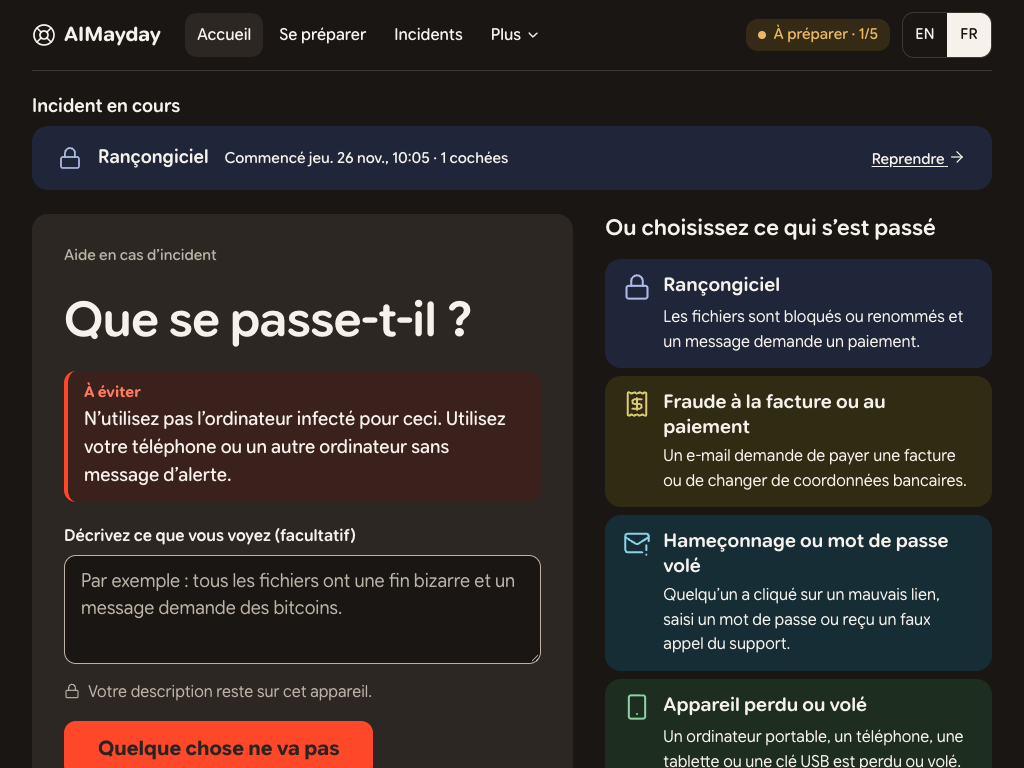 AIMayday
Accueil
Se préparer
Incidents
Plus
À préparer · 1/5
EN
FR
Incident en cours
Rançongiciel
Commencé jeu. 26 nov., 10:05 · 1 cochées
Reprendre
Aide en cas d’incident
Que se passe-t-il ?
À éviter
N’utilisez pas l’ordinateur infecté pour ceci. Utilisez
votre téléphone ou un autre ordinateur sans
message d’alerte.
Décrivez ce que vous voyez (facultatif)
Par exemple : tous les fichiers ont une fin bizarre et un
message demande des bitcoins.
Votre description reste sur cet appareil.
Quelque chose ne va pas
Ou choisissez ce qui s’est passé
Rançongiciel
Les fichiers sont bloqués ou renommés et
un message demande un paiement.
Fraude à la facture ou au
paiement
Un e-mail demande de payer une facture
ou de changer de coordonnées bancaires.
Hameçonnage ou mot de passe
volé
Quelqu’un a cliqué sur un mauvais lien,
saisi un mot de passe ou reçu un faux
appel du support.
Appareil perdu ou volé
Un ordinateur portable, un téléphone, une
tablette ou une clé USB est perdu ou volé.